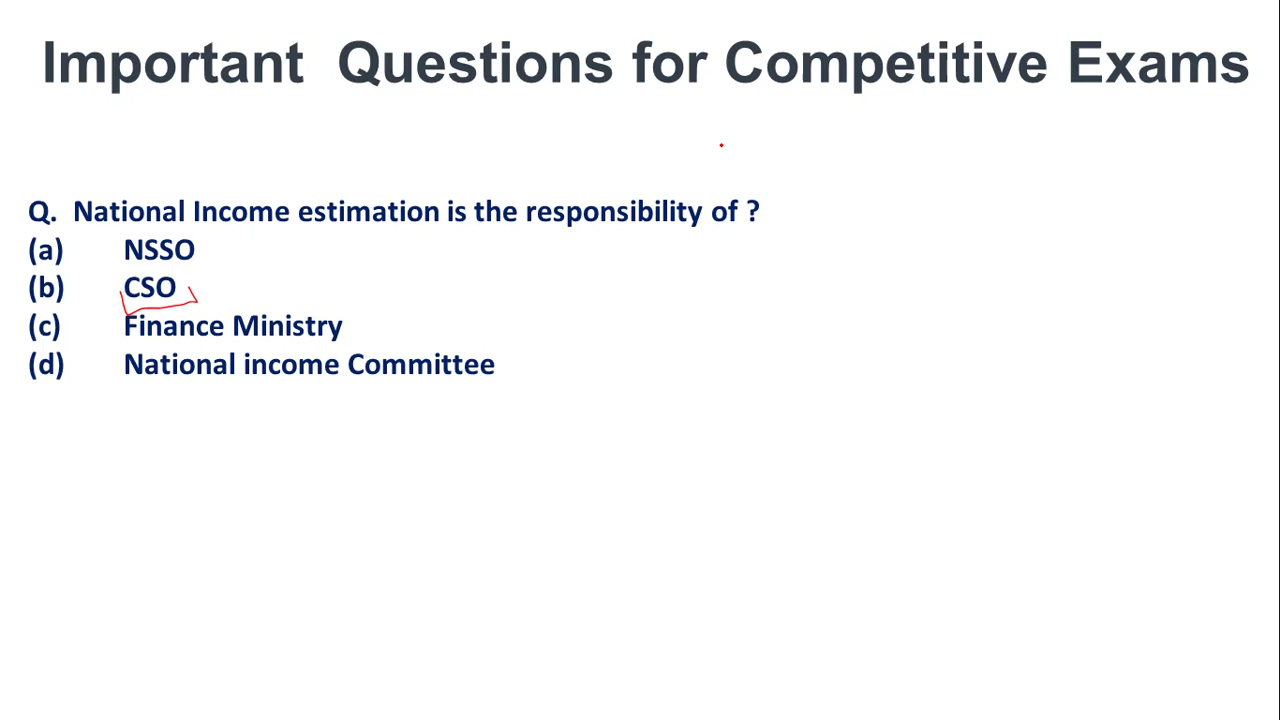 Important Questions for Competitive Exams
Q. National Income estimation is the responsibility of ?
(a) NSSO
(b) CSO
(c) Finance Ministry
(d) National income Committee